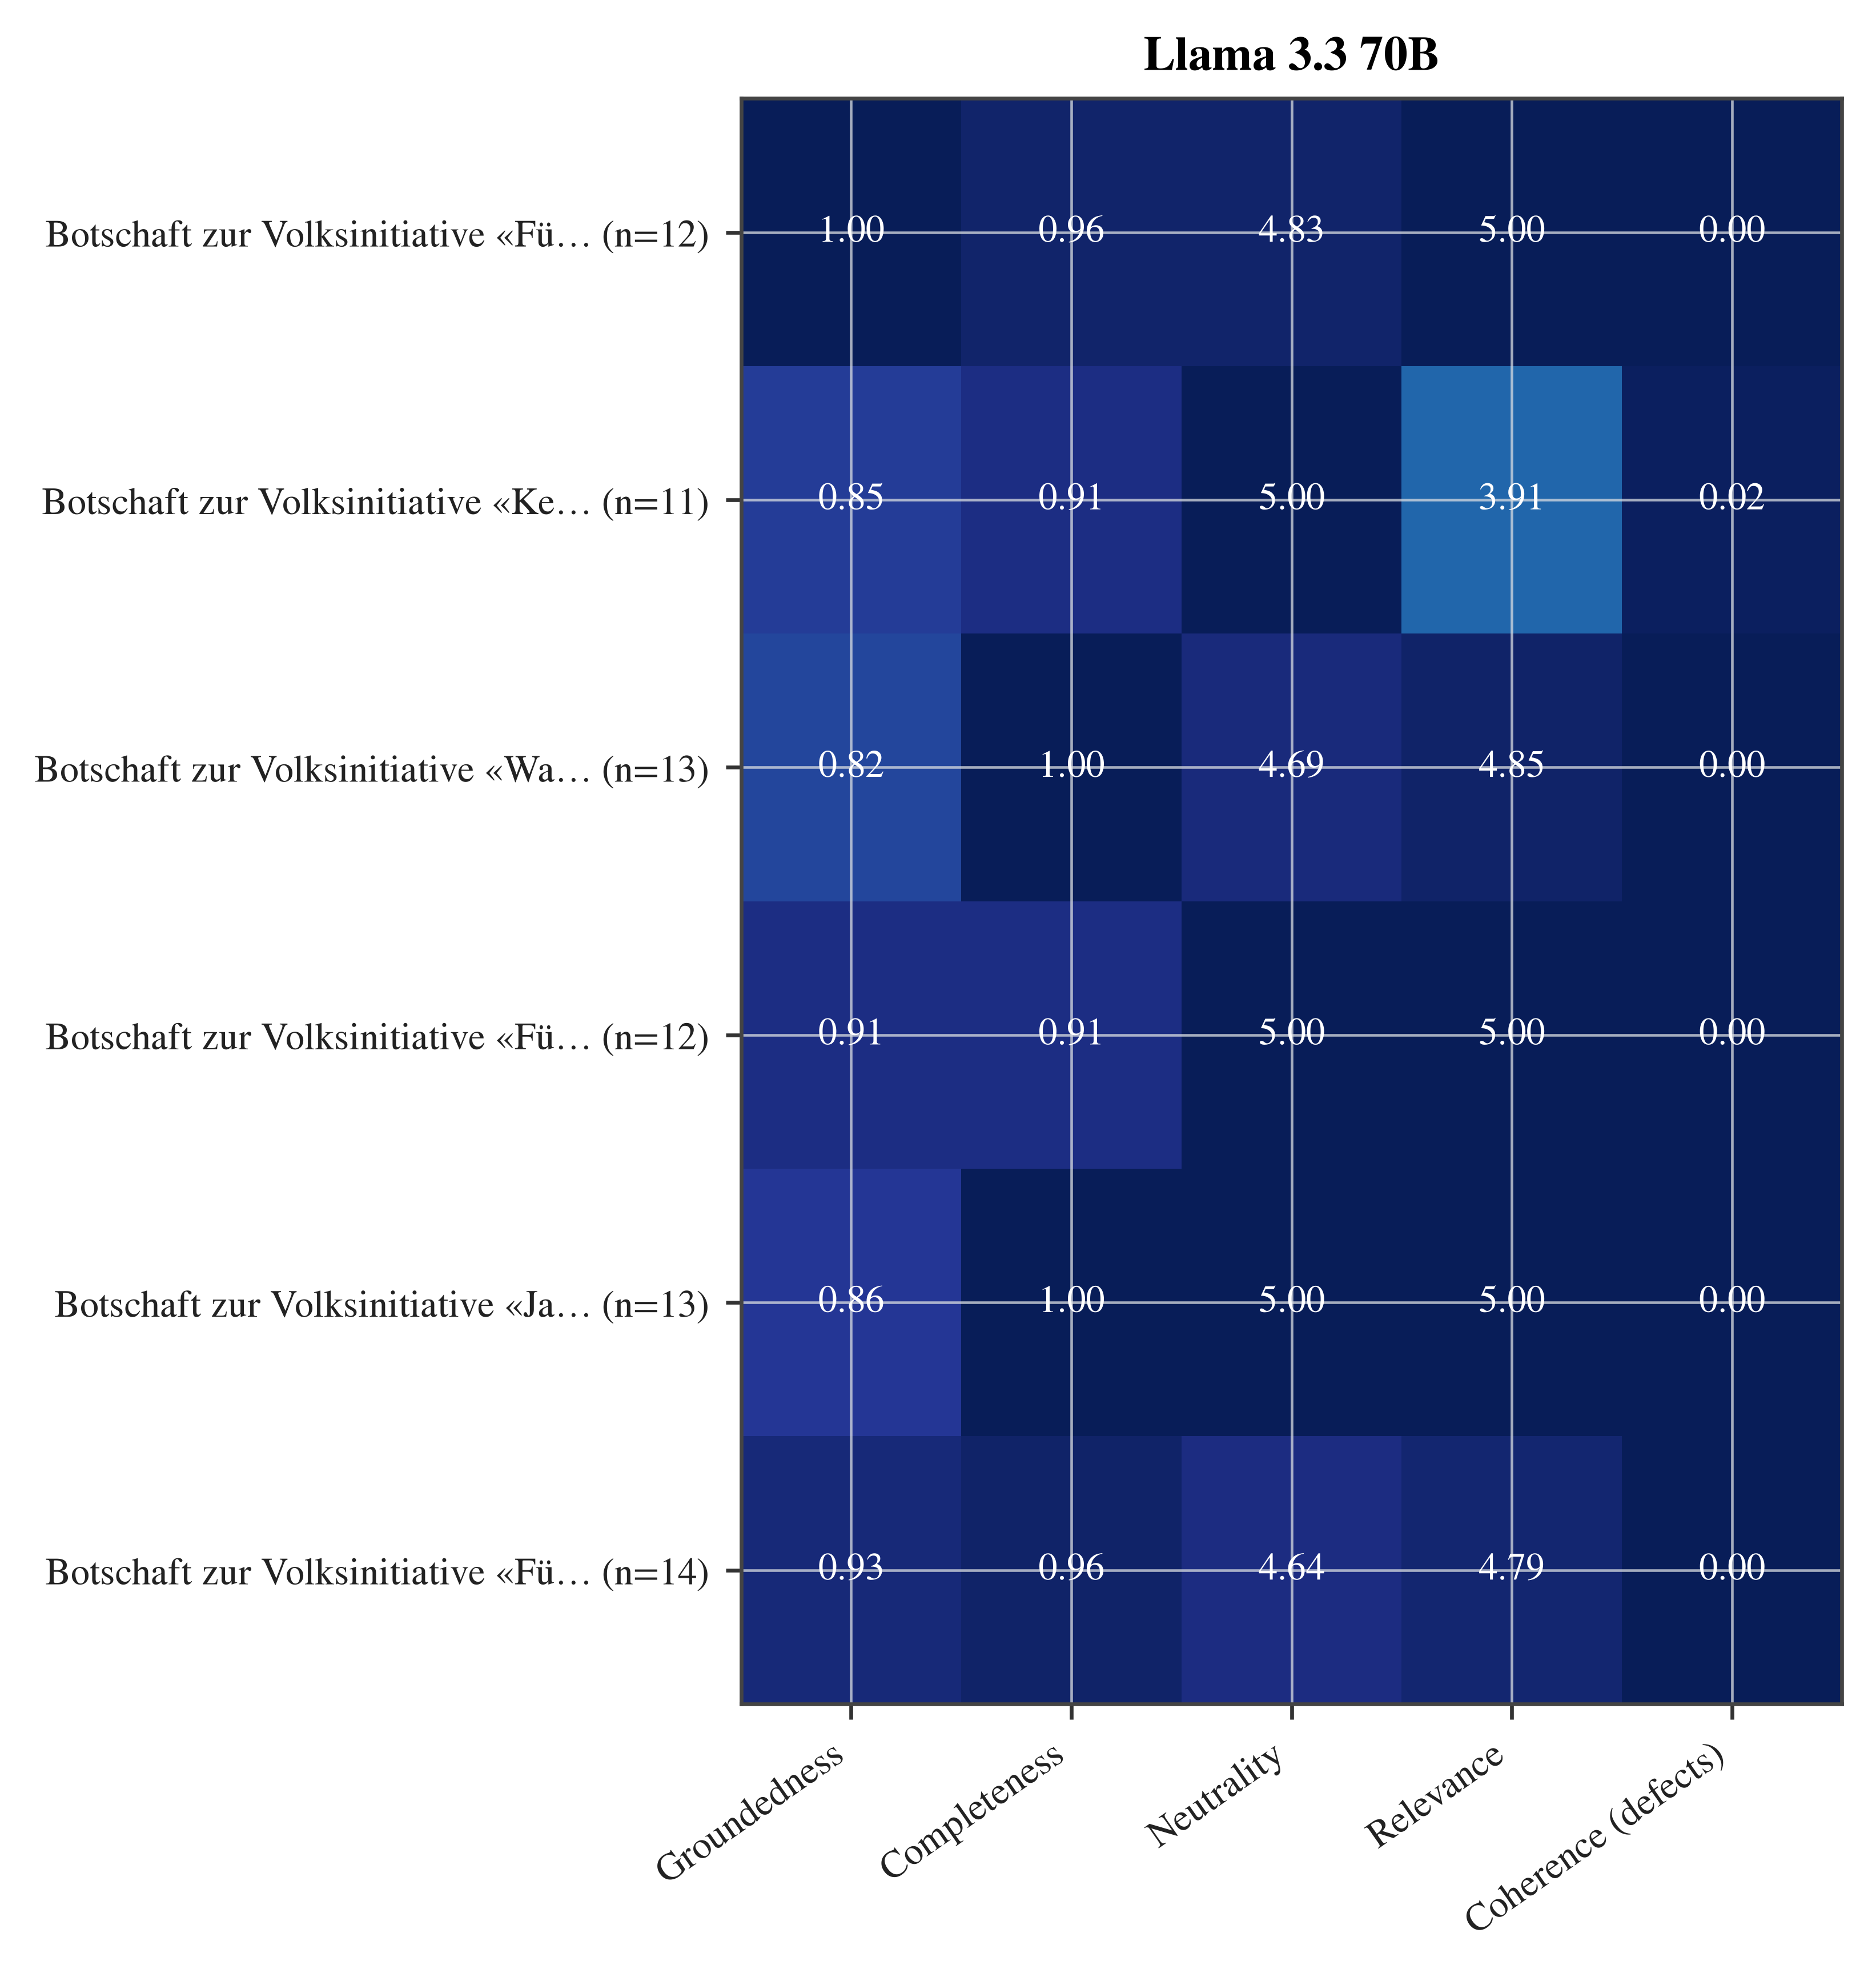 Llama 3.3 70B
Botschaft zur Volksinitiative «Fü… (n=12) 1.00 0.96 4.83 5.00 0.00
Botschaft zur Volksinitiative «Ke… (n=11) 0.85 0.91 5.00 3.91 0.02
Botschaft zur Volksinitiative «Wa… (n=13) 0.82 1.00 4.69 4.85 0.00
Botschaft zur Volksinitiative «Fü… (n=12) 0.91 0.91 5.00 5.00 0.00
Botschaft zur Volksinitiative «Ja… (n=13) 0.86 1.00 5.00 5.00 0.00
Botschaft zur Volksinitiative «Fü… (n=14) 0.93 0.96 4.64 4.79 0.00
Groundedness
Completeness
Neutrality
Relevance
Coherence (defects)